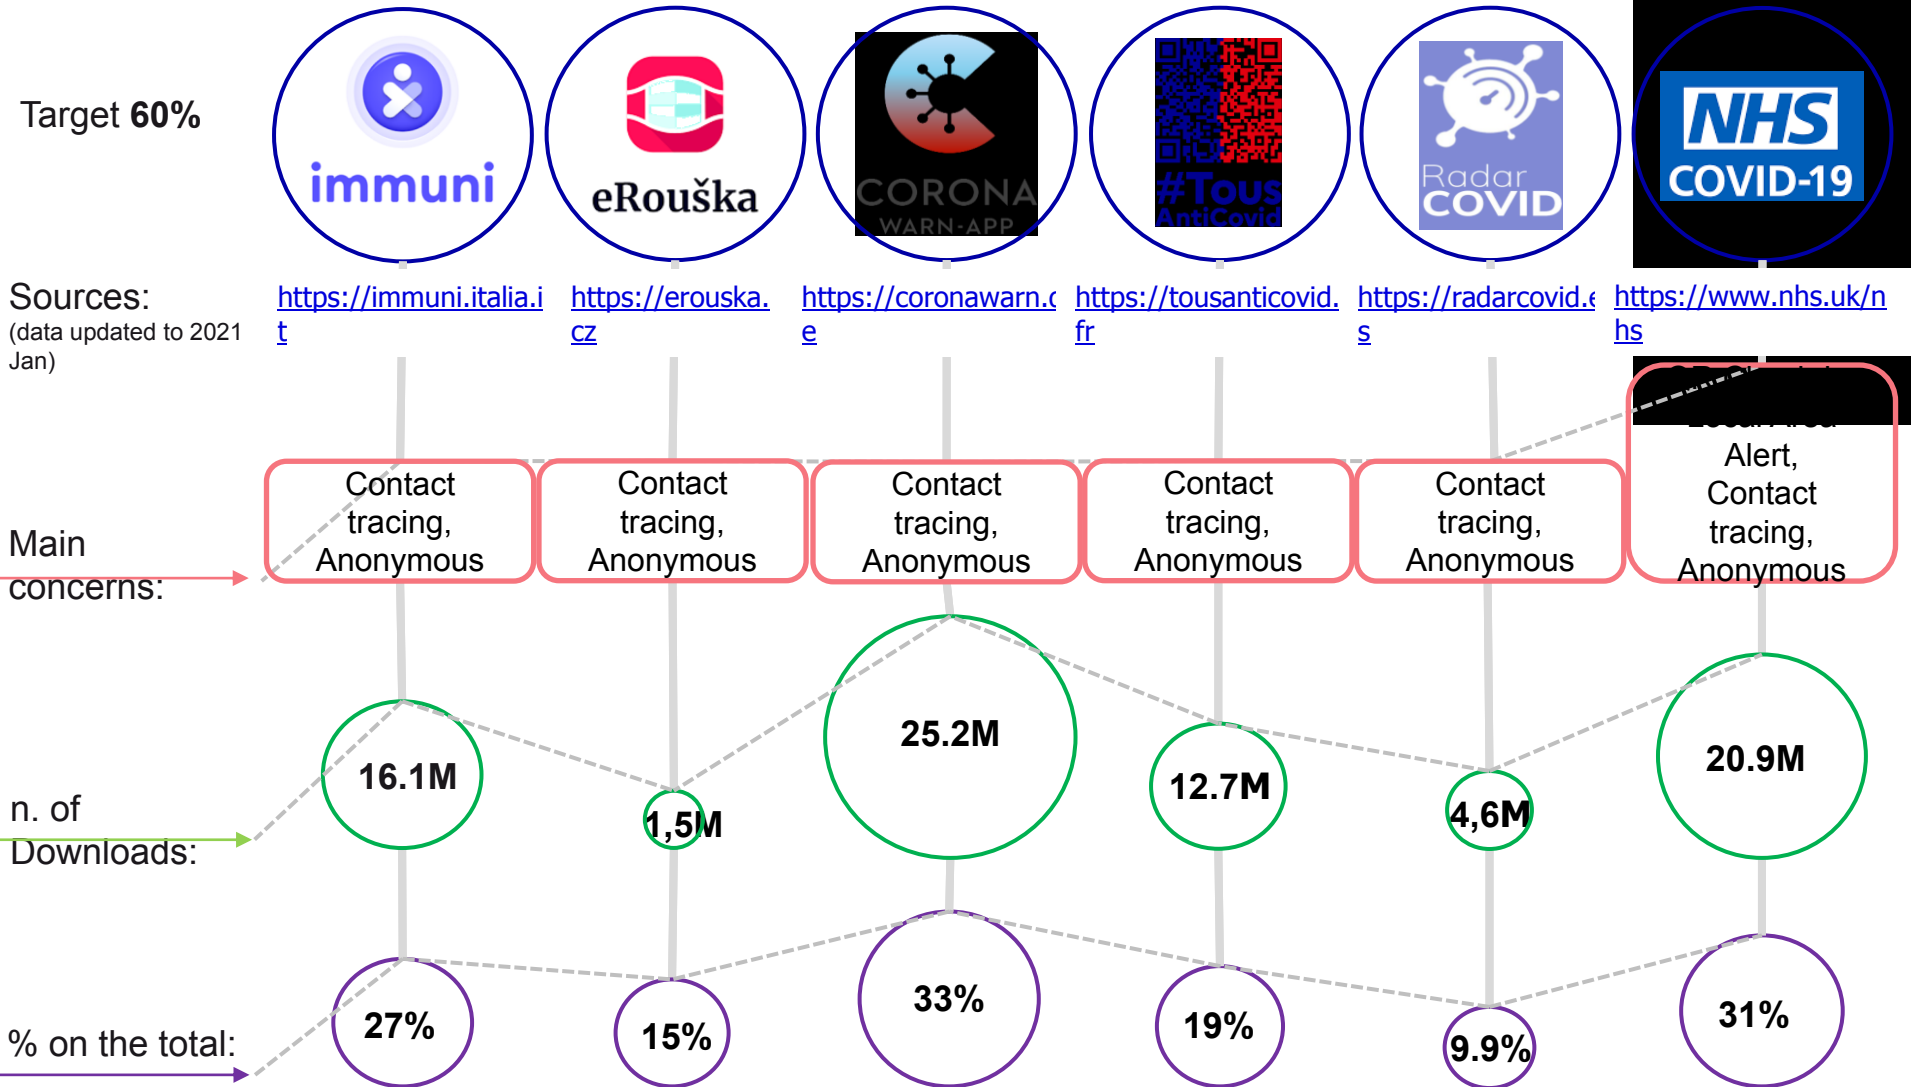 Target 60%
immuni
eRouška
CORONA
WARN-APP
#Tous
AntiCovid
Radar
COVID
NHS
COVID-19
Sources:
(data updated to 2021
Jan)
https://immuni.italia.i
t
https://erouska.
cz
https://coronawarn.
e
https://tousanticovid.
fr
https://radarcovid.e
s
https://www.nhs.uk/n
hs
Main
concerns:
Contact
tracing,
Anonymous
Contact
tracing,
Anonymous
Contact
tracing,
Anonymous
Contact
tracing,
Anonymous
Contact
tracing,
Anonymous
Local Area
Alert,
Contact
tracing,
Anonymous
n. of
Downloads:
16.1M
1,5M
25.2M
12.7M
4,6M
20.9M
% on the total:
27%
15%
33%
19%
9.9%
31%